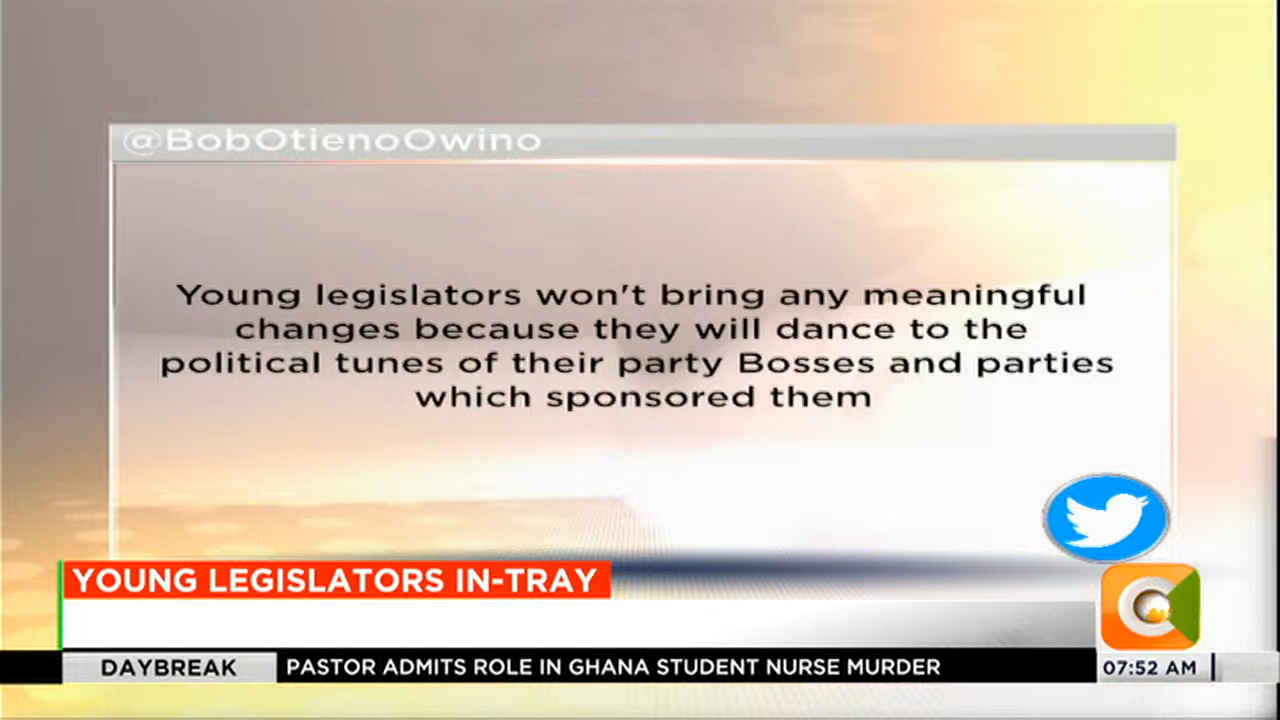 @BobOtienoOwino
Young legislators won't bring any meaningful
changes because they will dance to the
political tunes of their party Bosses and parties
which sponsored them
YOUNG LEGISLATORS IN-TRAY
DAYBREAK
PASTOR ADMITS ROLE IN GHANA STUDENT NURSE MURDER
07:52 AM